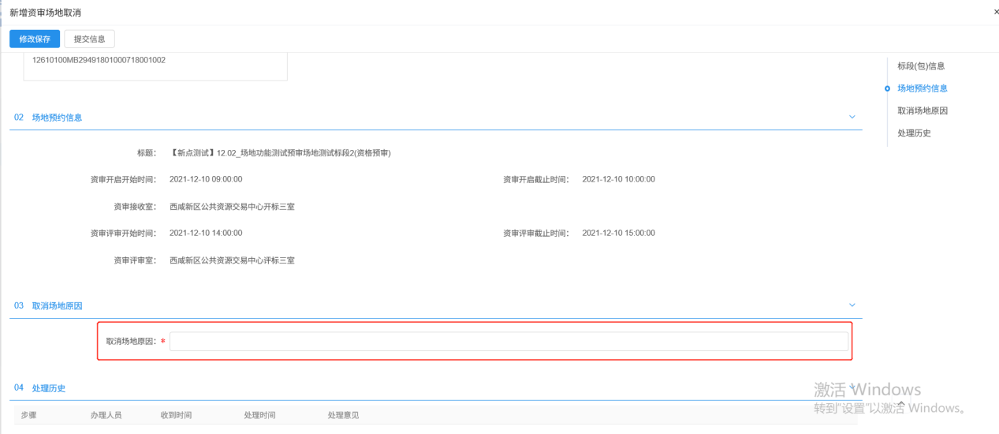 新增资审场地取消
×
修改保存 提交信息
12610100MB29491801000718001002
标段(包)信息
场地预约信息
取消场地原因
处理历史
02 场地预约信息
标题： 【新点测试】12.02_场地功能测试预审场地测试标段2(资格预审)
资审开启开始时间： 2021-12-10 09:00:00 资审开启截止时间： 2021-12-10 10:00:00
资审接收室： 西咸新区公共资源交易中心开标三室
资审评审开始时间： 2021-12-10 14:00:00 资审评审截止时间： 2021-12-10 15:00:00
资审评审室： 西咸新区公共资源交易中心评标三室
03 取消场地原因
取消场地原因：*
04 处理历史
步骤 办理人员 收到时间 处理时间 处理意见
激活 Windows
转到"设置"以激活 Windows。